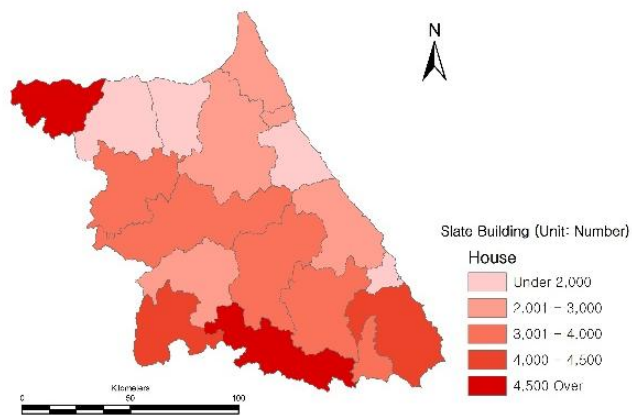 N
Slate Building (Unit: Number)
House
Under 2,000
2,001 - 3,000
3,001 - 4,000
4,000 - 4,500
4,500 Over
Kilometers
0 50 100